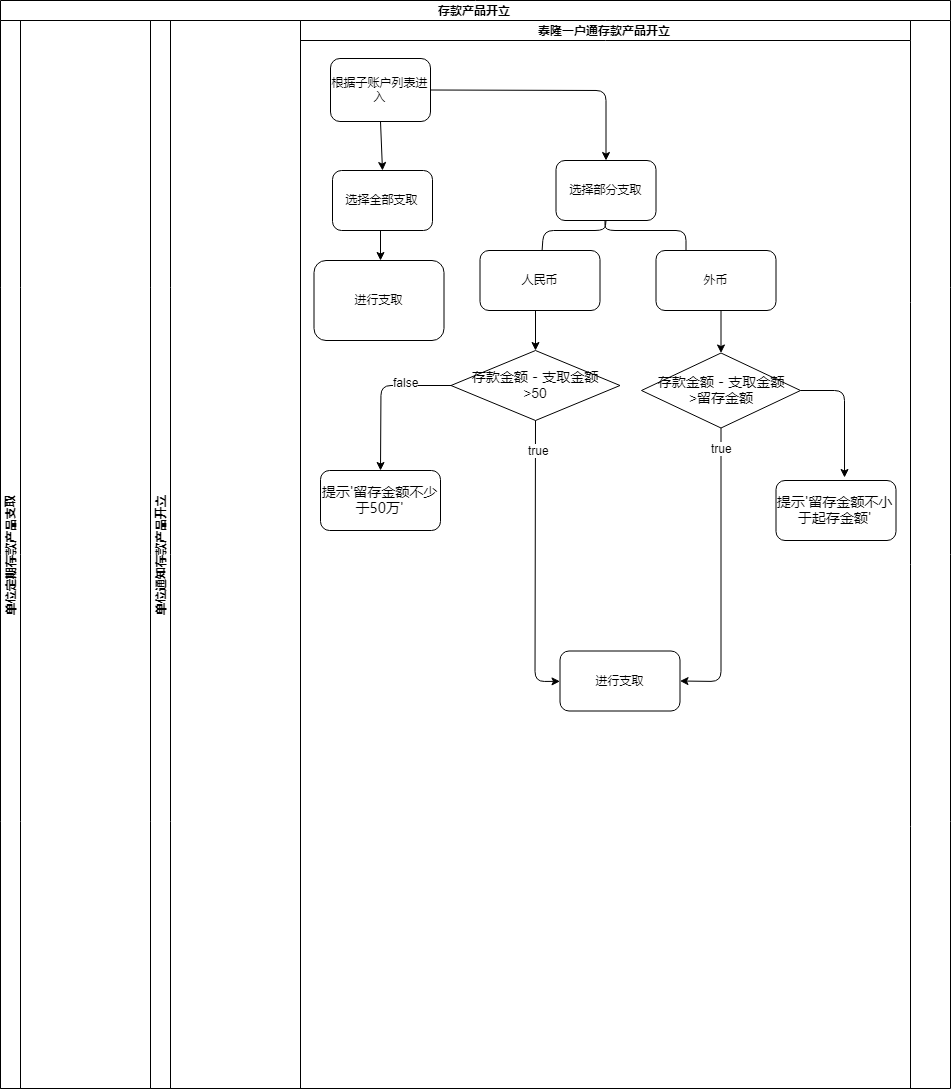 存款产品开立
泰隆一户通存款产品开立
根据子账户列表进
入
选择全部支取
选择部分支取
进行支取
人民币
外币
存款金额 - 支取金额
>50
存款金额 - 支取金额
>留存金额
false
true
true
提示'留存金额不少
于50万'
提示'留存金额不小
于起存金额'
进行支取
单位定期存款产品支取
单位通知存款产品开立